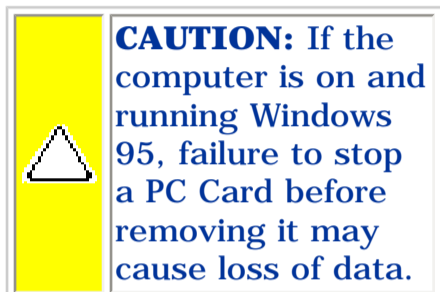 CAUTION: If the
computer is on and
running Windows
95, failure to stop
a PC Card before
removing it may
cause loss of data.